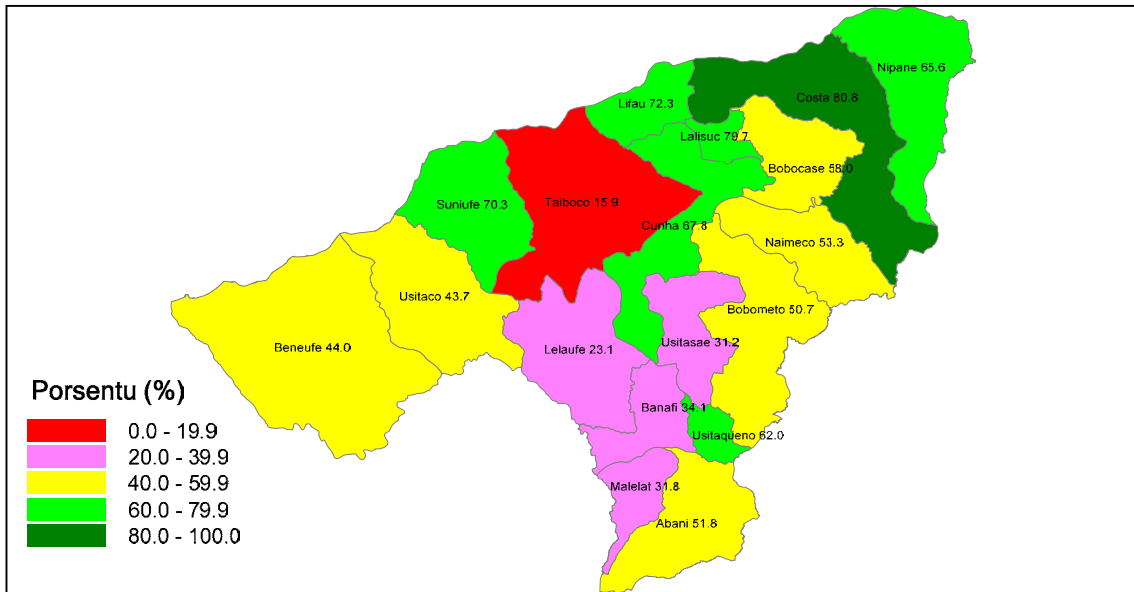 Nipane 65.6
Costa 80.8
Lifau 72.3
Lalisuc 79.7
Bobocase 58.0
Taiboco 15.9
Suniufe 70.3
Cunha 67.8
Naimeco 53.3
Usitaco 43.7
Bobometo 50.7
Beneufe 44.0
Lelaufe 23.1
Usitasae 31.2
Banafi 34.1
Usitaqueno 62.0
Malelat 31.8
Abani 51.8
Porsentu (%)
0.0 - 19.9
20.0 - 39.9
40.0 - 59.9
60.0 - 79.9
80.0 - 100.0